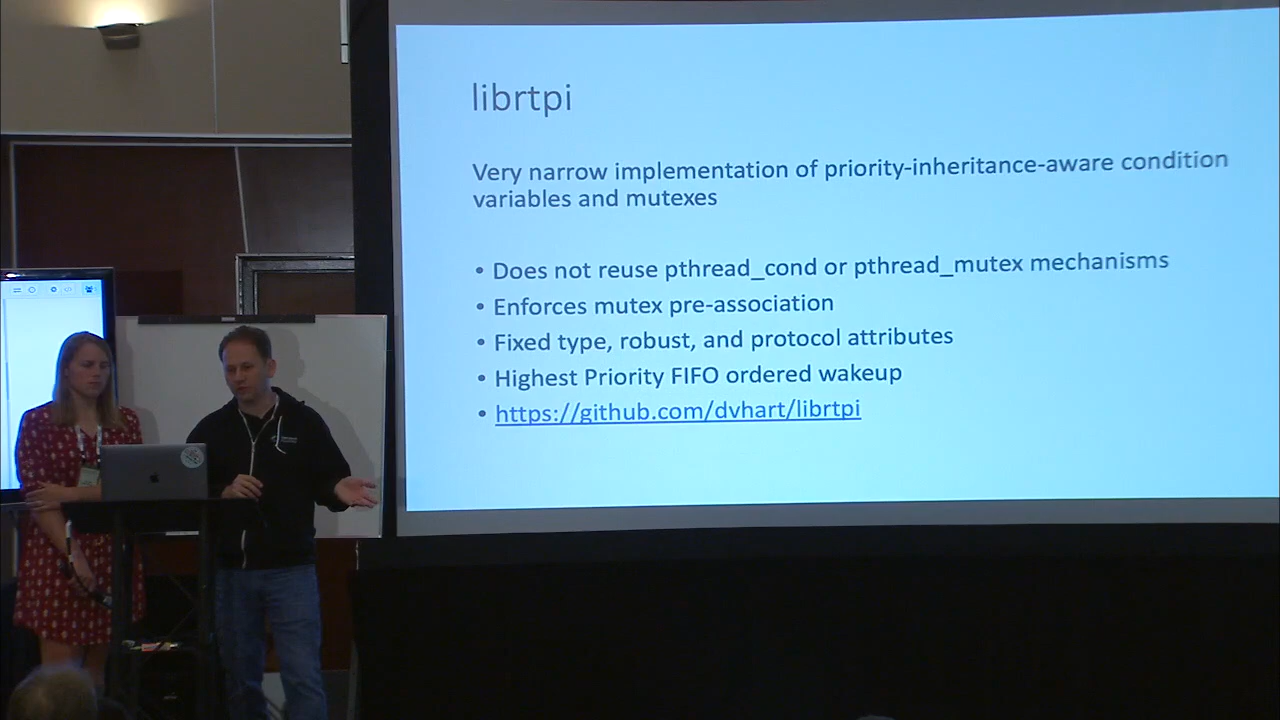 librtpi
Very narrow implementation of priority-inheritance-aware condition
variables and mutexes
• Does not reuse pthread_cond or pthread_mutex mechanisms
• Enforces mutex pre-association
• Fixed type, robust, and protocol attributes
• Highest Priority FIFO ordered wakeup
• https://github.com/dvhart/librtpi